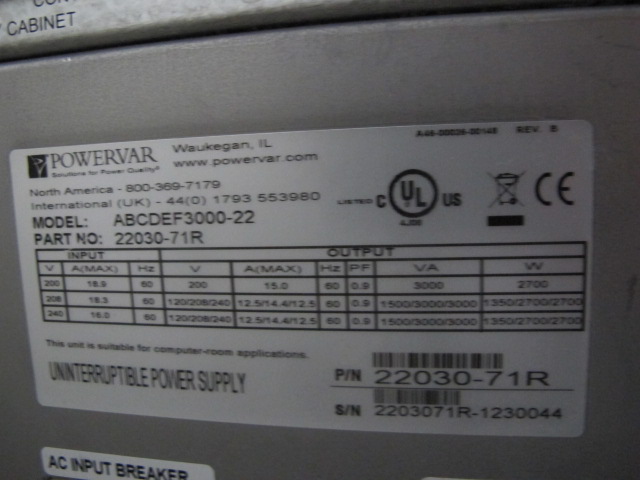 CABINET
A45-00026-00145 REV. B
POWERVAR Waukegan, IL
Solutions for Power Quality® www.powervar.com
North America - 800-369-7179
International (UK) - 44(0) 1793 553980
LISTED C UL US CE
MODEL: ABCDEF3000-22
PART NO: 22030-71R
INPUT OUTPUT
V A(MAX) Hz V A(MAX) Hz PF VA W
200 18.9 60 200 15.0 60 0.9 3000 2700
208 18.3 60 120/208/240 12.5/14.4/12.5 60 0.9 1500/3000/3000 1350/2700/2700
240 16.0 60 120/208/240 12.5/14.4/12.5 60 0.9 1500/3000/3000 1350/2700/2700
This unit is suitable for computer-room applications.
UNINTERRUPTIBLE POWER SUPPLY
P/N 22030-71R
S/N 2203071R-1230044
AC INPUT BREAKER